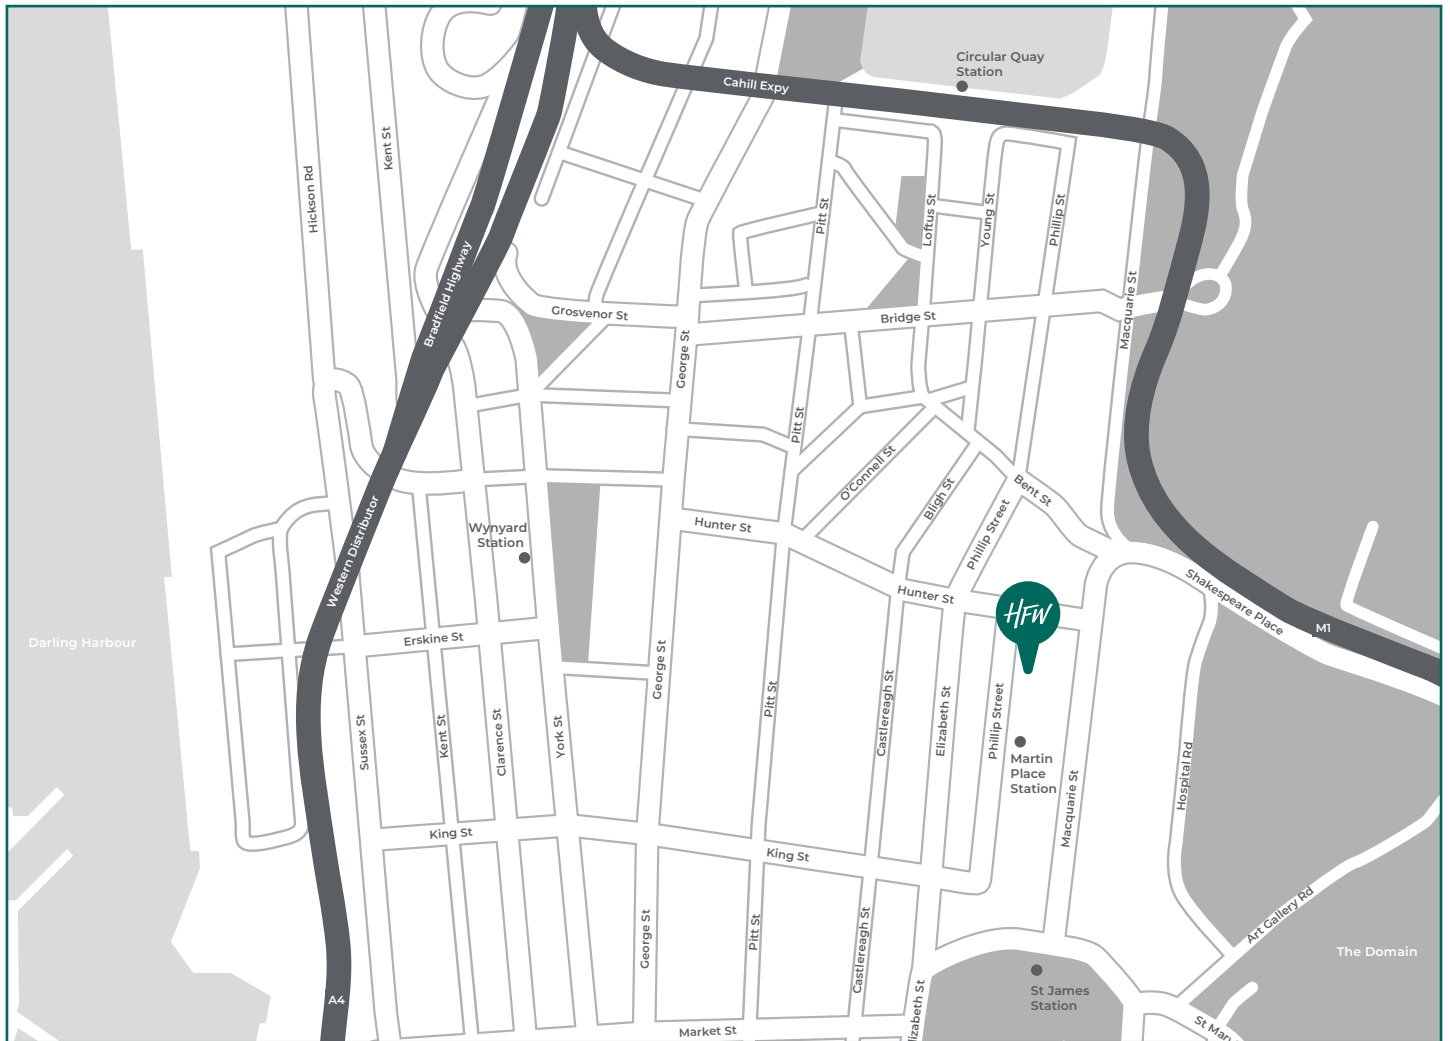 Circular Quay
Station
Cahill Expy
Kent St
Hickson Rd
Pitt St
Loftus St
Young St
Phillip St
Bradfield Highway
Macquarie St
Grosvenor St
Bridge St
George St
Pitt St
O'Connell St
Bligh St
Bent St
Phillip Street
Hunter St
Wynyard
Station
Western Distributor
Hunter St
Shakespeare Place
HFW
M1
Darling Harbour
Erskine St
George St
Pitt St
Castlereagh St
Elizabeth St
Phillip Street
Sussex St
Kent St
Clarence St
York St
Martin
Place
Station
Macquarie St
Hospital Rd
King St
King St
George St
Pitt St
Castlereagh St
Art Gallery Rd
The Domain
A4
St James
Station
lizabeth St
Market St
St Mary